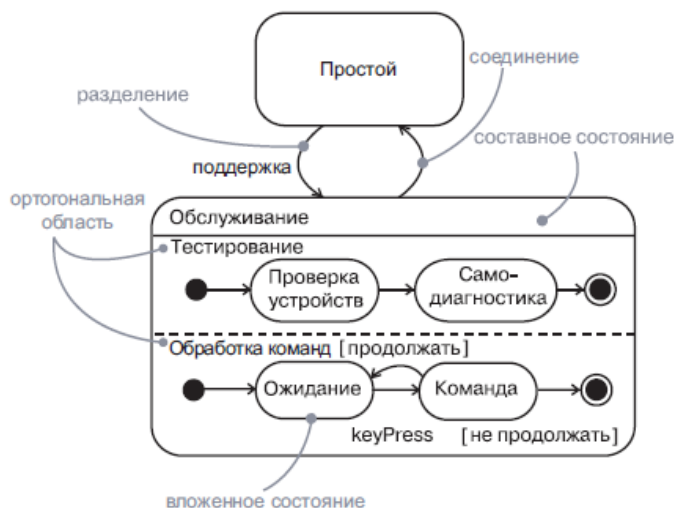 Простой
соединение
разделение
составное состояние
поддержка
ортогональная
область
Обслуживание
Тестирование
Проверка
устройств
Само-
диагностика
Обработка команд [продолжать]
Ожидание
Команда
keyPress [не продолжать]
вложенное состояние